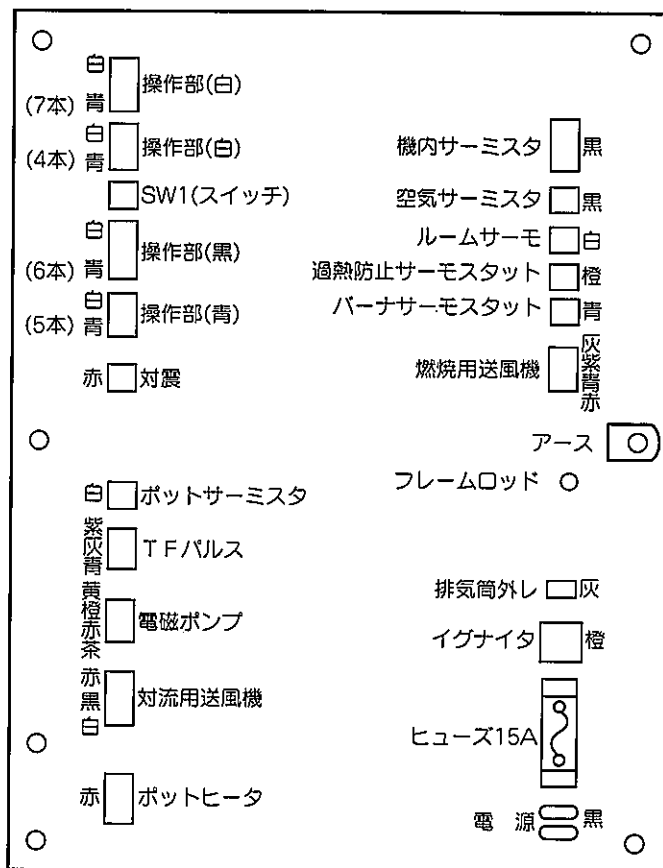 白
青
(7本)
操作部(白)
白
青
(4本)
操作部(白)
SW1(スイッチ)
白
青
(6本)
操作部(黒)
白
青
(5本)
操作部(青)
赤
対震
白
ポットサーミスタ
紫灰青
TFパルス
黄橙赤茶
電磁ポンプ
赤黒白
対流用送風機
赤
ポットヒータ
機内サーミスタ
黒
空気サーミスタ
黒
ルームサーモ
白
過熱防止サーモスタット
橙
バーナサーモスタット
青
燃焼用送風機
灰紫青赤
アース
フレームロッド
排気筒外レ
灰
イグナイタ
橙
ヒューズ15A
電 源
黒